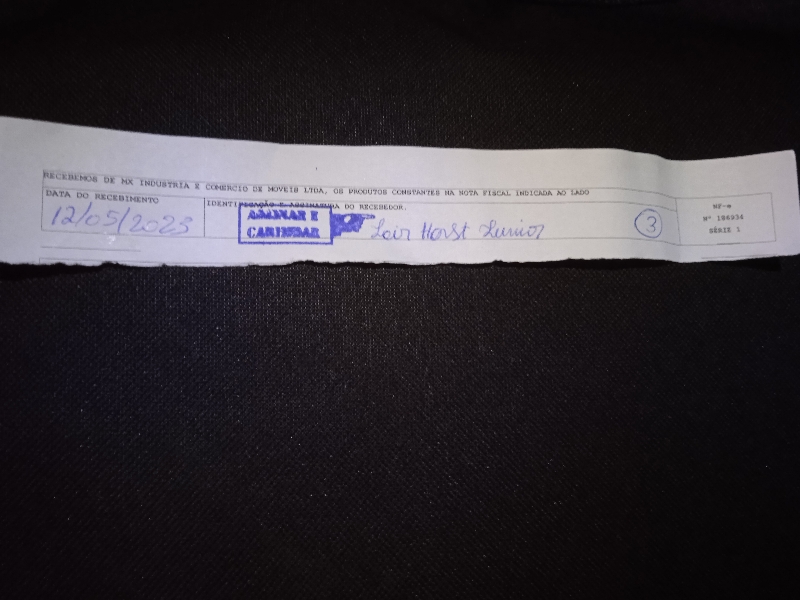 RECEBEMOS DE MX INDUSTRIA E COMERCIO DE MOVEIS LTDA, OS PRODUTOS CONSTANTES NA NOTA FISCAL INDICADA AO LADO
DATA DO RECEBIMENTO
12/05/2023
IDENTIFICAÇÃO E ASSINATURA DO RECEBEDOR.
ASSINAR E
CARIMBAR
Loir Horst Junior
3
NF-e
Nº 186934
SÉRIE 1